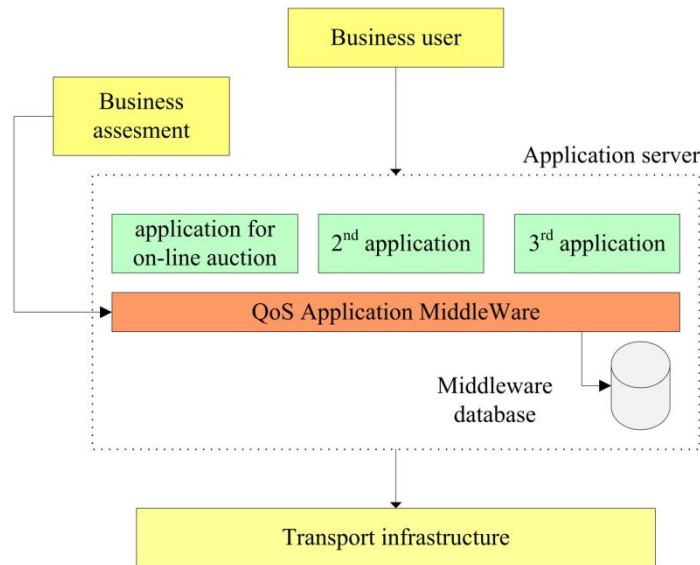 Business user
Business
assesment
Application server
application for
on-line auction
2nd application
3rd application
QoS Application MiddleWare
Middleware
database
Transport infrastructure